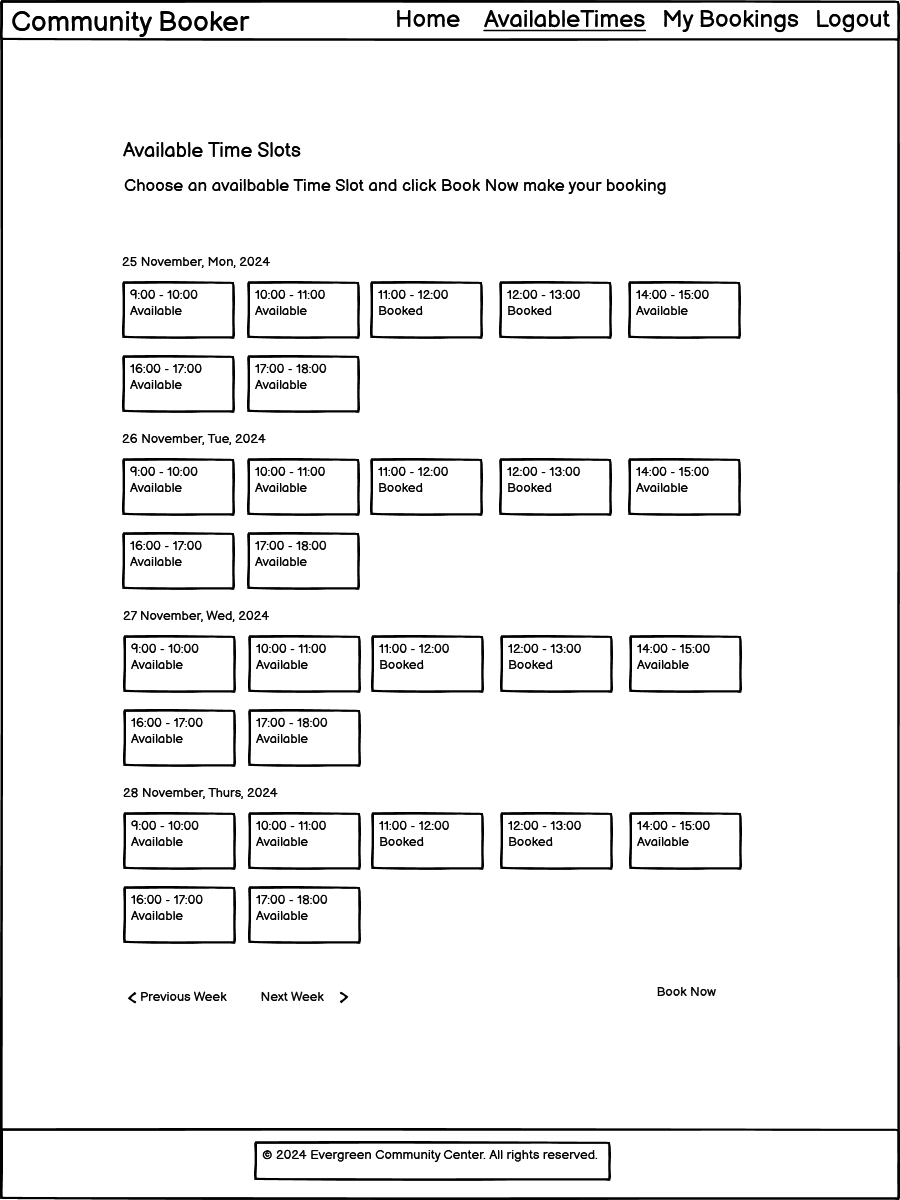 Community Booker Home AvailableTimes My Bookings Logout
Available Time Slots
Choose an availbable Time Slot and click Book Now make your booking
25 November, Mon, 2024
9:00 - 10:00 10:00 - 11:00 11:00 - 12:00 12:00 - 13:00 14:00 - 15:00
Available Available Booked Booked Available
16:00 - 17:00 17:00 - 18:00
Available Available
26 November, Tue, 2024
9:00 - 10:00 10:00 - 11:00 11:00 - 12:00 12:00 - 13:00 14:00 - 15:00
Available Available Booked Booked Available
16:00 - 17:00 17:00 - 18:00
Available Available
27 November, Wed, 2024
9:00 - 10:00 10:00 - 11:00 11:00 - 12:00 12:00 - 13:00 14:00 - 15:00
Available Available Booked Booked Available
16:00 - 17:00 17:00 - 18:00
Available Available
28 November, Thurs, 2024
9:00 - 10:00 10:00 - 11:00 11:00 - 12:00 12:00 - 13:00 14:00 - 15:00
Available Available Booked Booked Available
16:00 - 17:00 17:00 - 18:00
Available Available
< Previous Week Next Week > Book Now
© 2024 Evergreen Community Center. All rights reserved.